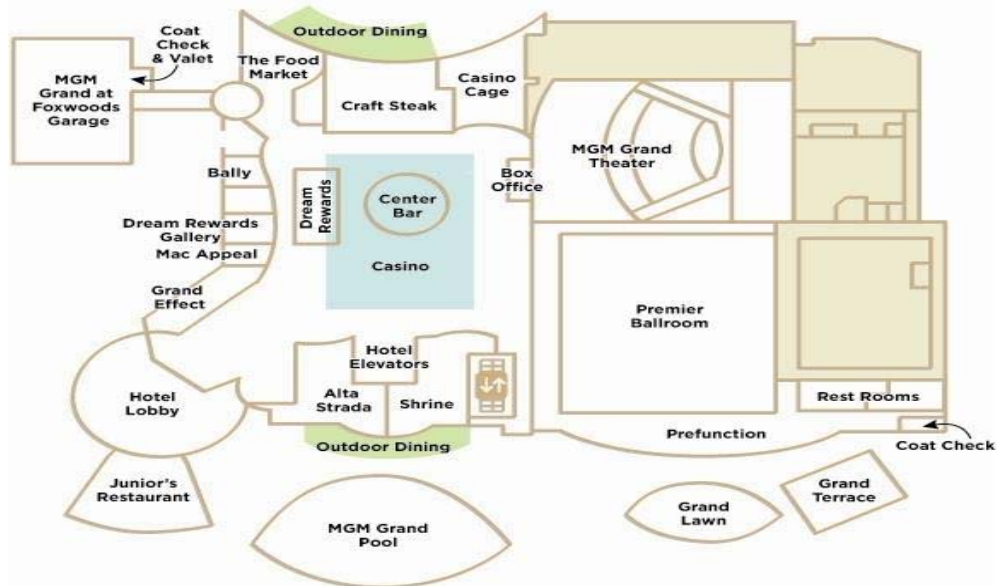 Outdoor Dining
Coat
Check
& Valet
The Food
Market
Casino
Cage
MGM
Grand at
Foxwoods
Garage
Craft Steak
MGM Grand
Theater
Box
Office
Bally
Dream
Rewards
Center
Bar
Dream Rewards
Gallery
Mac Appeal
Casino
Grand
Effect
Premier
Ballroom
Hotel
Elevators
Hotel
Lobby
Alta
Strada
Shrine
Rest Rooms
Prefunction
Outdoor Dining
Coat Check
Junior's
Restaurant
Grand
Terrace
Grand
Lawn
MGM Grand
Pool